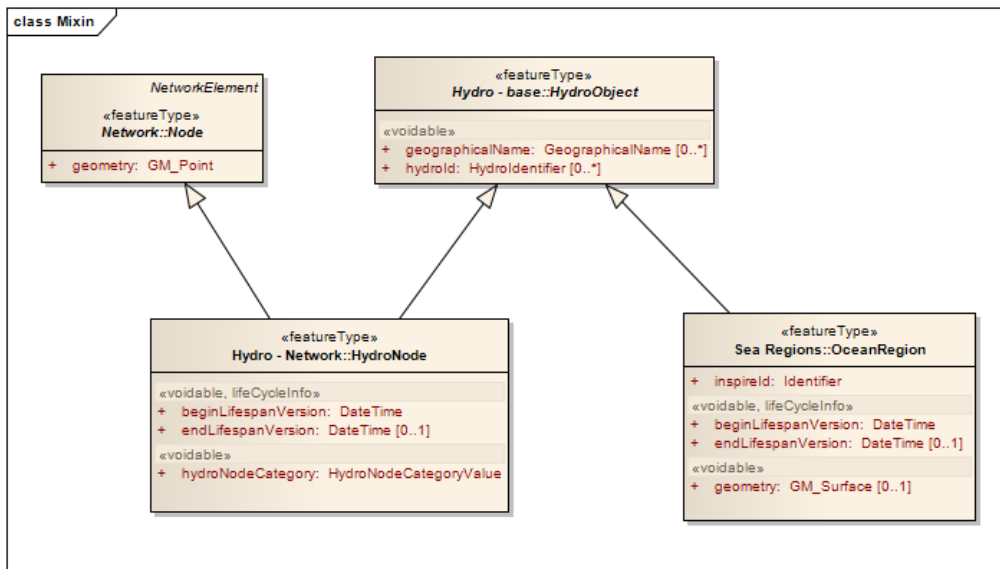 class Mixin
NetworkElement
«featureType»
Network::Node
+ geometry: GM_Point
«featureType»
Hydro - base::HydroObject
«voidable»
+ geographicalName: GeographicalName [0..*]
+ hydroId: HydroIdentifier [0..*]
«featureType»
Hydro - Network::HydroNode
«voidable, lifeCycleInfo»
+ beginLifespanVersion: DateTime
+ endLifespanVersion: DateTime [0..1]
«voidable»
+ hydroNodeCategory: HydroNodeCategoryValue
«featureType»
Sea Regions::OceanRegion
+ inspireId: Identifier
«voidable, lifeCycleInfo»
+ beginLifespanVersion: DateTime
+ endLifespanVersion: DateTime [0..1]
«voidable»
+ geometry: GM_Surface [0..1]